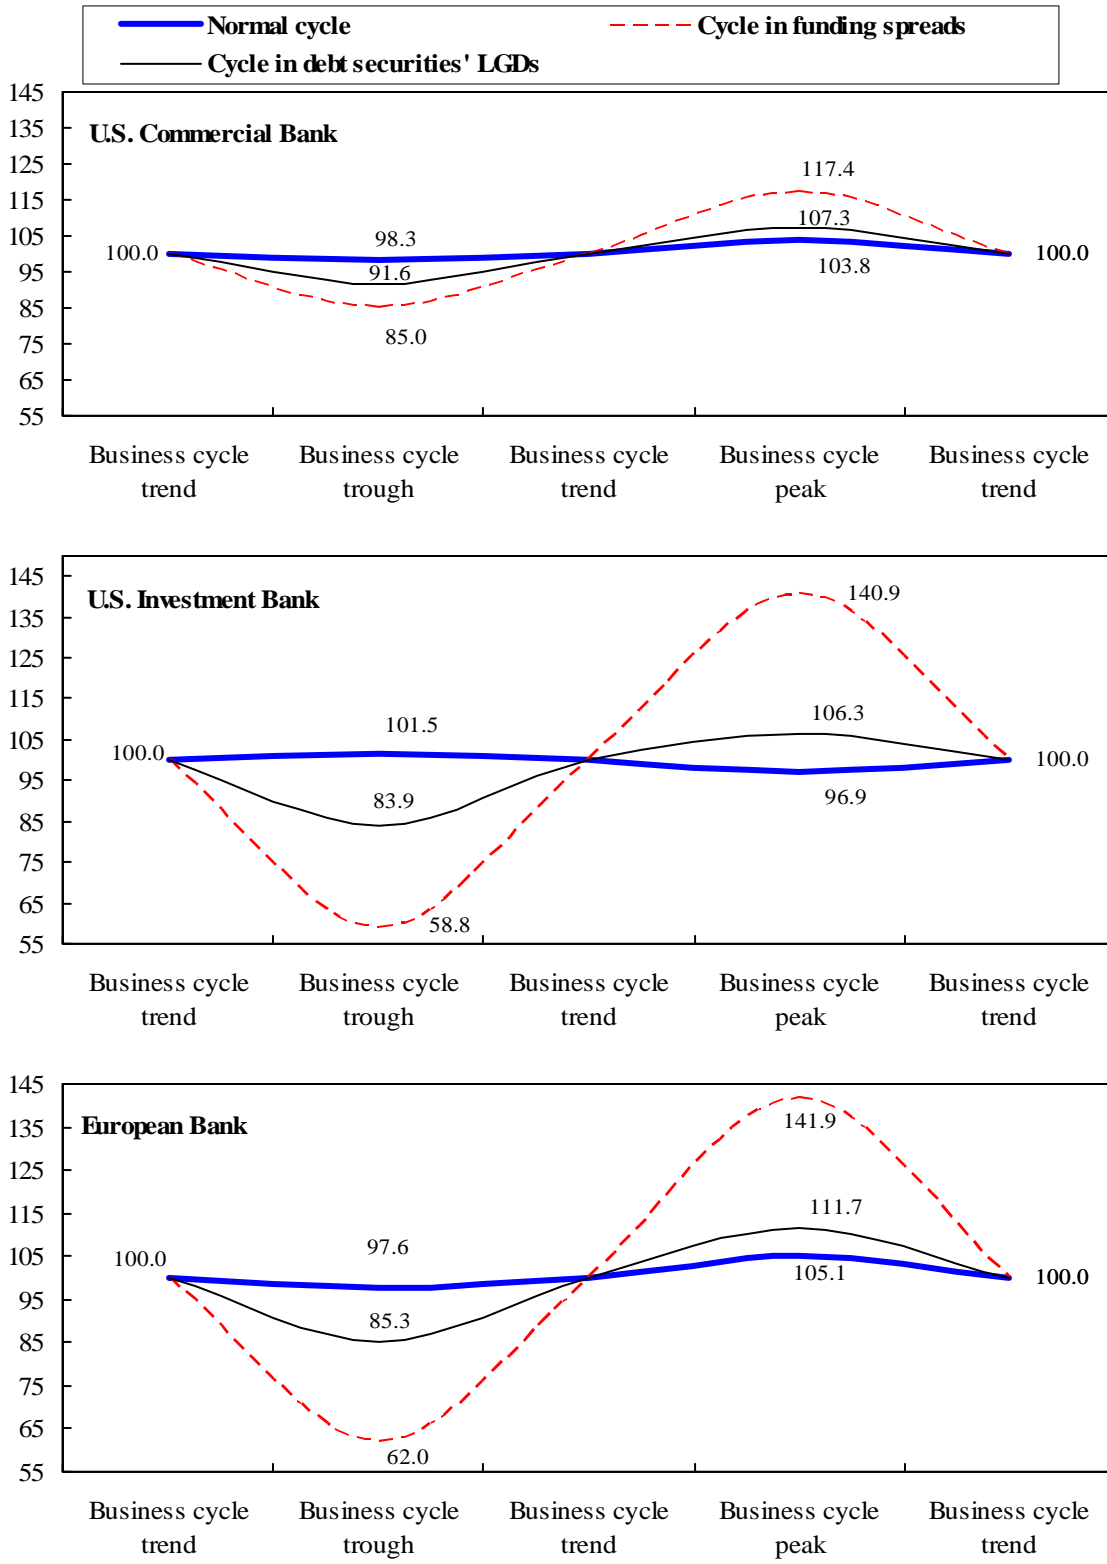 Normal cycle
Cycle in funding spreads
Cycle in debt securities' LGDs
145
135
125
115
105
95
85
75
65
55
U.S. Commercial Bank
117.4
107.3
98.3
100.0
91.6
103.8
100.0
85.0
Business cycle trend
Business cycle trough
Business cycle trend
Business cycle peak
Business cycle trend
145
135
125
115
105
95
85
75
65
55
U.S. Investment Bank
140.9
106.3
101.5
100.0
100.0
83.9
96.9
58.8
Business cycle trend
Business cycle trough
Business cycle trend
Business cycle peak
Business cycle trend
145
135
125
115
105
95
85
75
65
55
European Bank
141.9
111.7
97.6
100.0
105.1
100.0
85.3
62.0
Business cycle trend
Business cycle trough
Business cycle trend
Business cycle peak
Business cycle trend